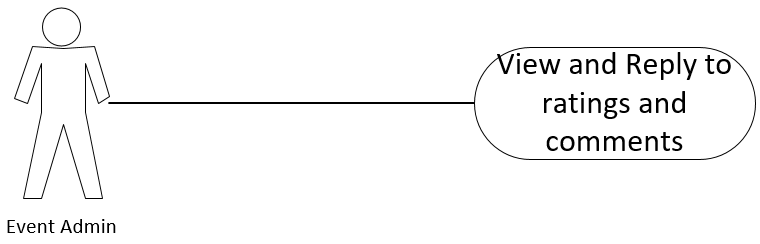 View and Reply to
ratings and
comments
Event Admin